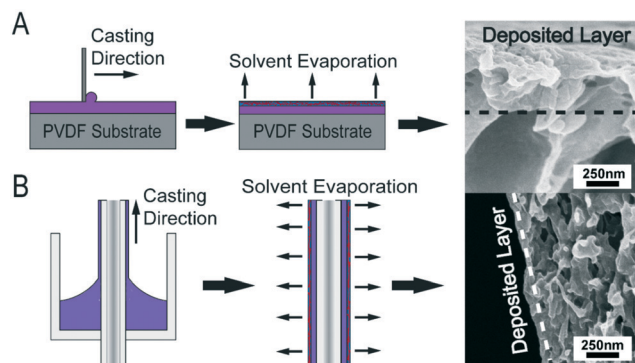 A
Casting
Direction
PVDF Substrate
Solvent Evaporation
PVDF Substrate
Deposited Layer
250nm
B
Casting
Direction
Solvent Evaporation
Deposited Layer
250nm